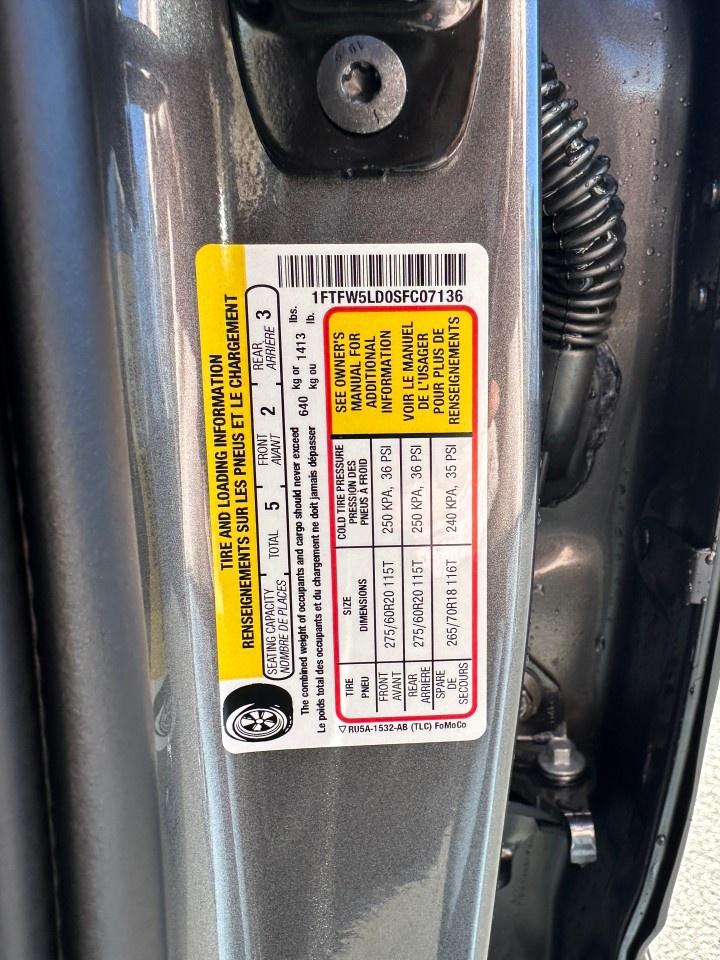 1FTFW5LD0SFC07136
TIRE AND LOADING INFORMATION
RENSEIGNEMENTS SUR LES PNEUS ET LE CHARGEMENT
SEATING CAPACITY
NOMBRE DE PLACES
TOTAL 5
FRONT
AVANT 2
REAR
ARRIÈRE 3
The combined weight of occupants and cargo should never exceed 640 kg or 1413 lbs.
Le poids total des occupants et du chargement ne doit jamais dépasser kg ou lb.
TIRE
PNEU
SIZE
DIMENSIONS
COLD TIRE PRESSURE
PRESSION DES
PNEUS À FROID
FRONT
AVANT
275/60R20 115T
250 KPA, 36 PSI
REAR
ARRIÈRE
275/60R20 115T
250 KPA, 36 PSI
SPARE
DE
SECOURS
265/70R18 116T
240 KPA, 35 PSI
SEE OWNER'S
MANUAL FOR
ADDITIONAL
INFORMATION
VOIR LE MANUEL
DE L'USAGER
POUR PLUS DE
RENSEIGNEMENTS
RU5A-1532-AB (TLC) FoMoCo